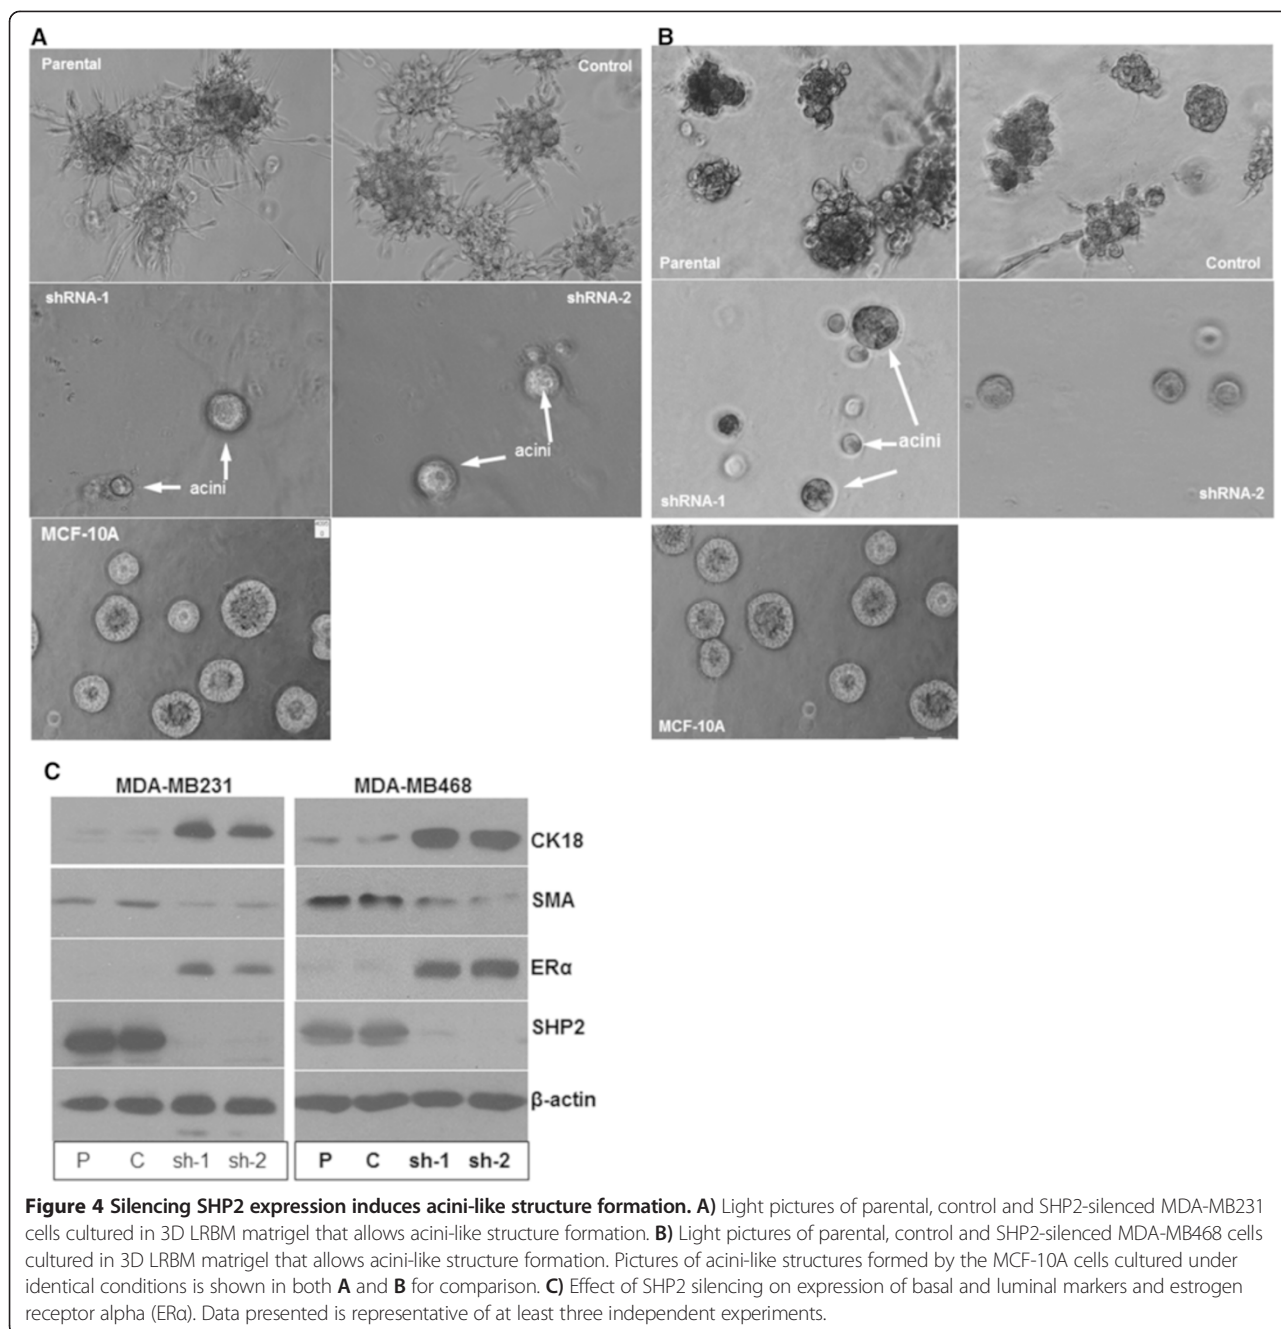 A
B
Parental
Control
shRNA-1
shRNA-2
acini
acini
MCF-10A
Parental
Control
acini
shRNA-1
shRNA-2
MCF-10A
C
MDA-MB231
MDA-MB468
CK18
SMA
ERα
SHP2
β-actin
P C sh-1 sh-2
P C sh-1 sh-2
Figure 4 Silencing SHP2 expression induces acini-like structure formation. A) Light pictures of parental, control and SHP2-silenced MDA-MB231
cells cultured in 3D LRBM matrigel that allows acini-like structure formation. B) Light pictures of parental, control and SHP2-silenced MDA-MB468 cells
cultured in 3D LRBM matrigel that allows acini-like structure formation. Pictures of acini-like structures formed by the MCF-10A cells cultured under
identical conditions is shown in both A and B for comparison. C) Effect of SHP2 silencing on expression of basal and luminal markers and estrogen
receptor alpha (ERα). Data presented is representative of at least three independent experiments.